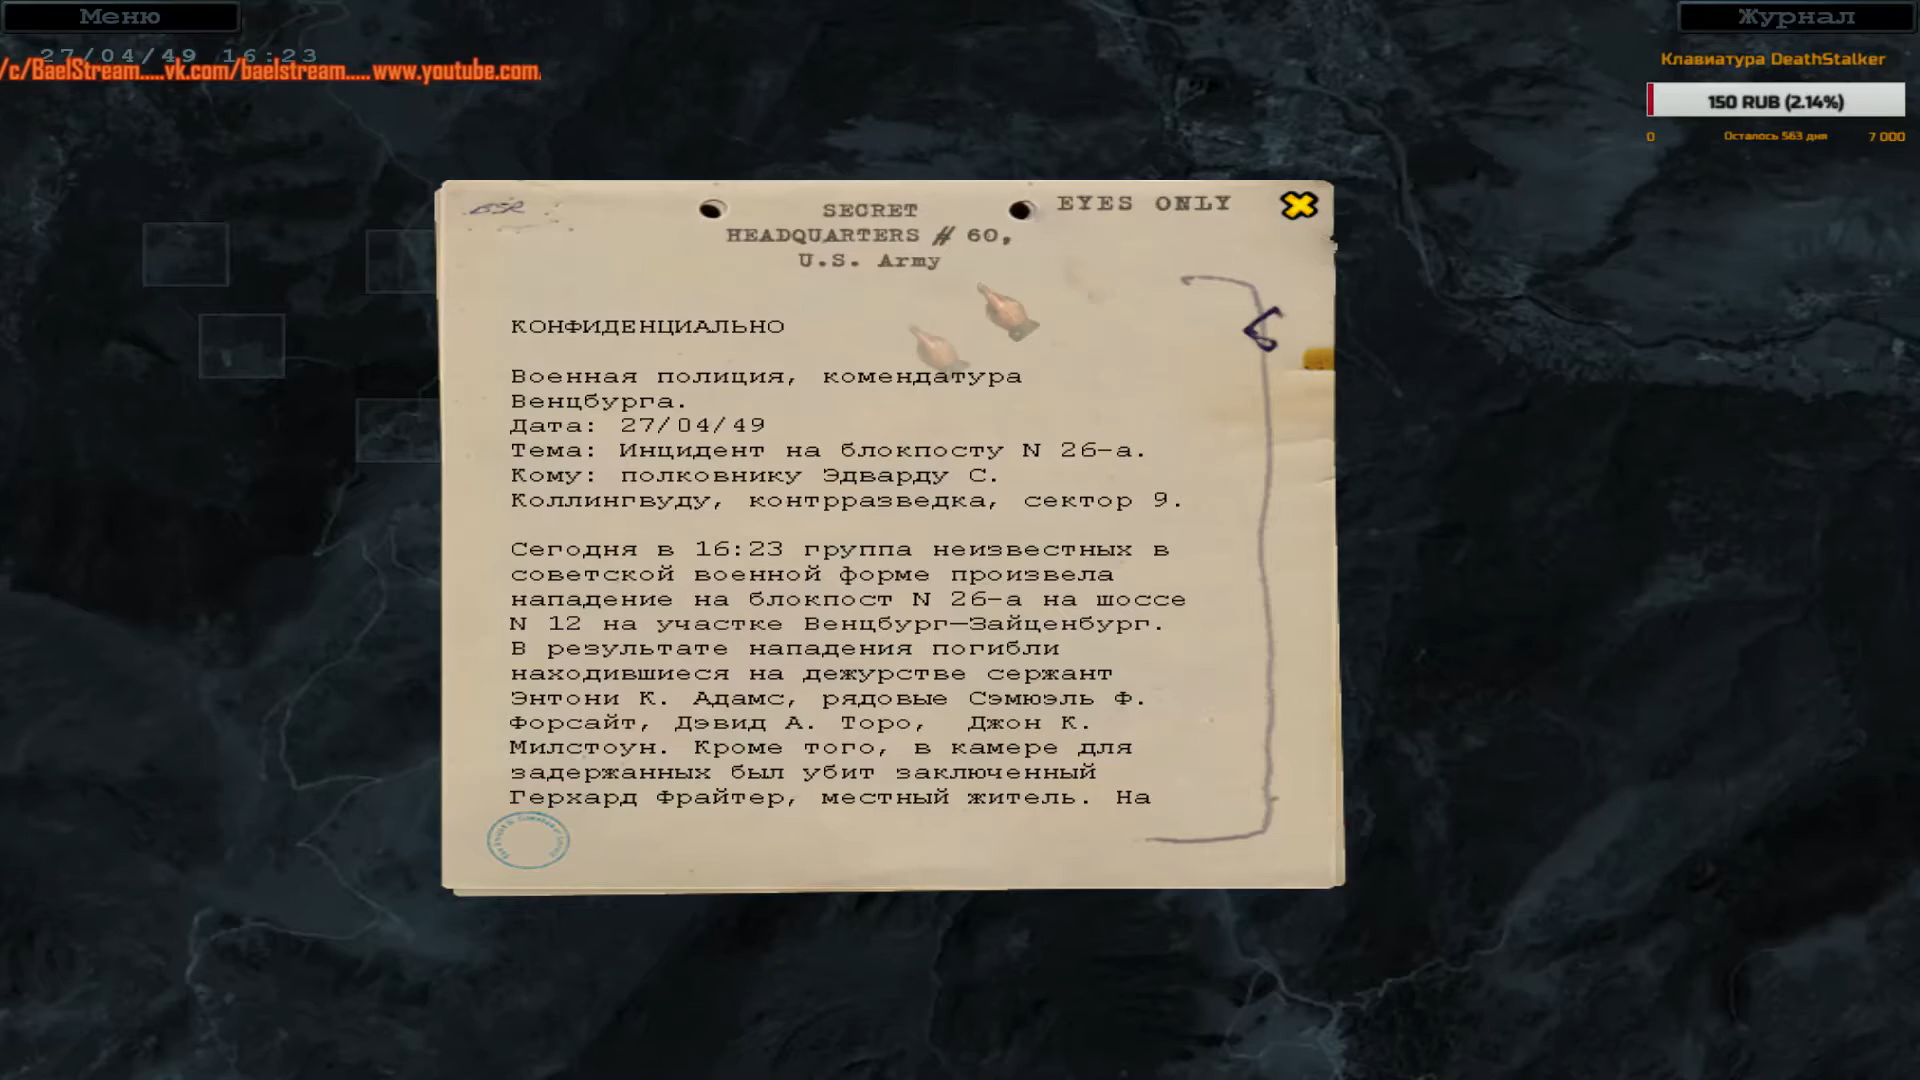 Меню
Журнал
27/04/49 16:23
/c/BaelStream.....vk.com/baelstream.....www.youtube.com
Клавиатура DeathStalker
150 RUB (2.14%)
0 Осталось 563 дня 7 000
EYES ONLY
SECRET
HEADQUARTERS # 60,
U.S. Army
КОНФИДЕНЦИАЛЬНО
Военная полиция, комендатура
Венцбурга.
Дата: 27/04/49
Тема: Инцидент на блокпосту N 26-а.
Кому: полковнику Эдварду С.
Коллингвуду, контрразведка, сектор 9.
Сегодня в 16:23 группа неизвестных в
советской военной форме произвела
нападение на блокпост N 26-а на шоссе
N 12 на участке Венцбург—Зайценбург.
В результате нападения погибли
находившиеся на дежурстве сержант
Энтони К. Адамс, рядовые Сэмюэль Ф.
Форсайт, Дэвид А. Торо, Джон К.
Милстоун. Кроме того, в камере для
задержанных был убит заключенный
Герхард Фрайтер, местный житель. На